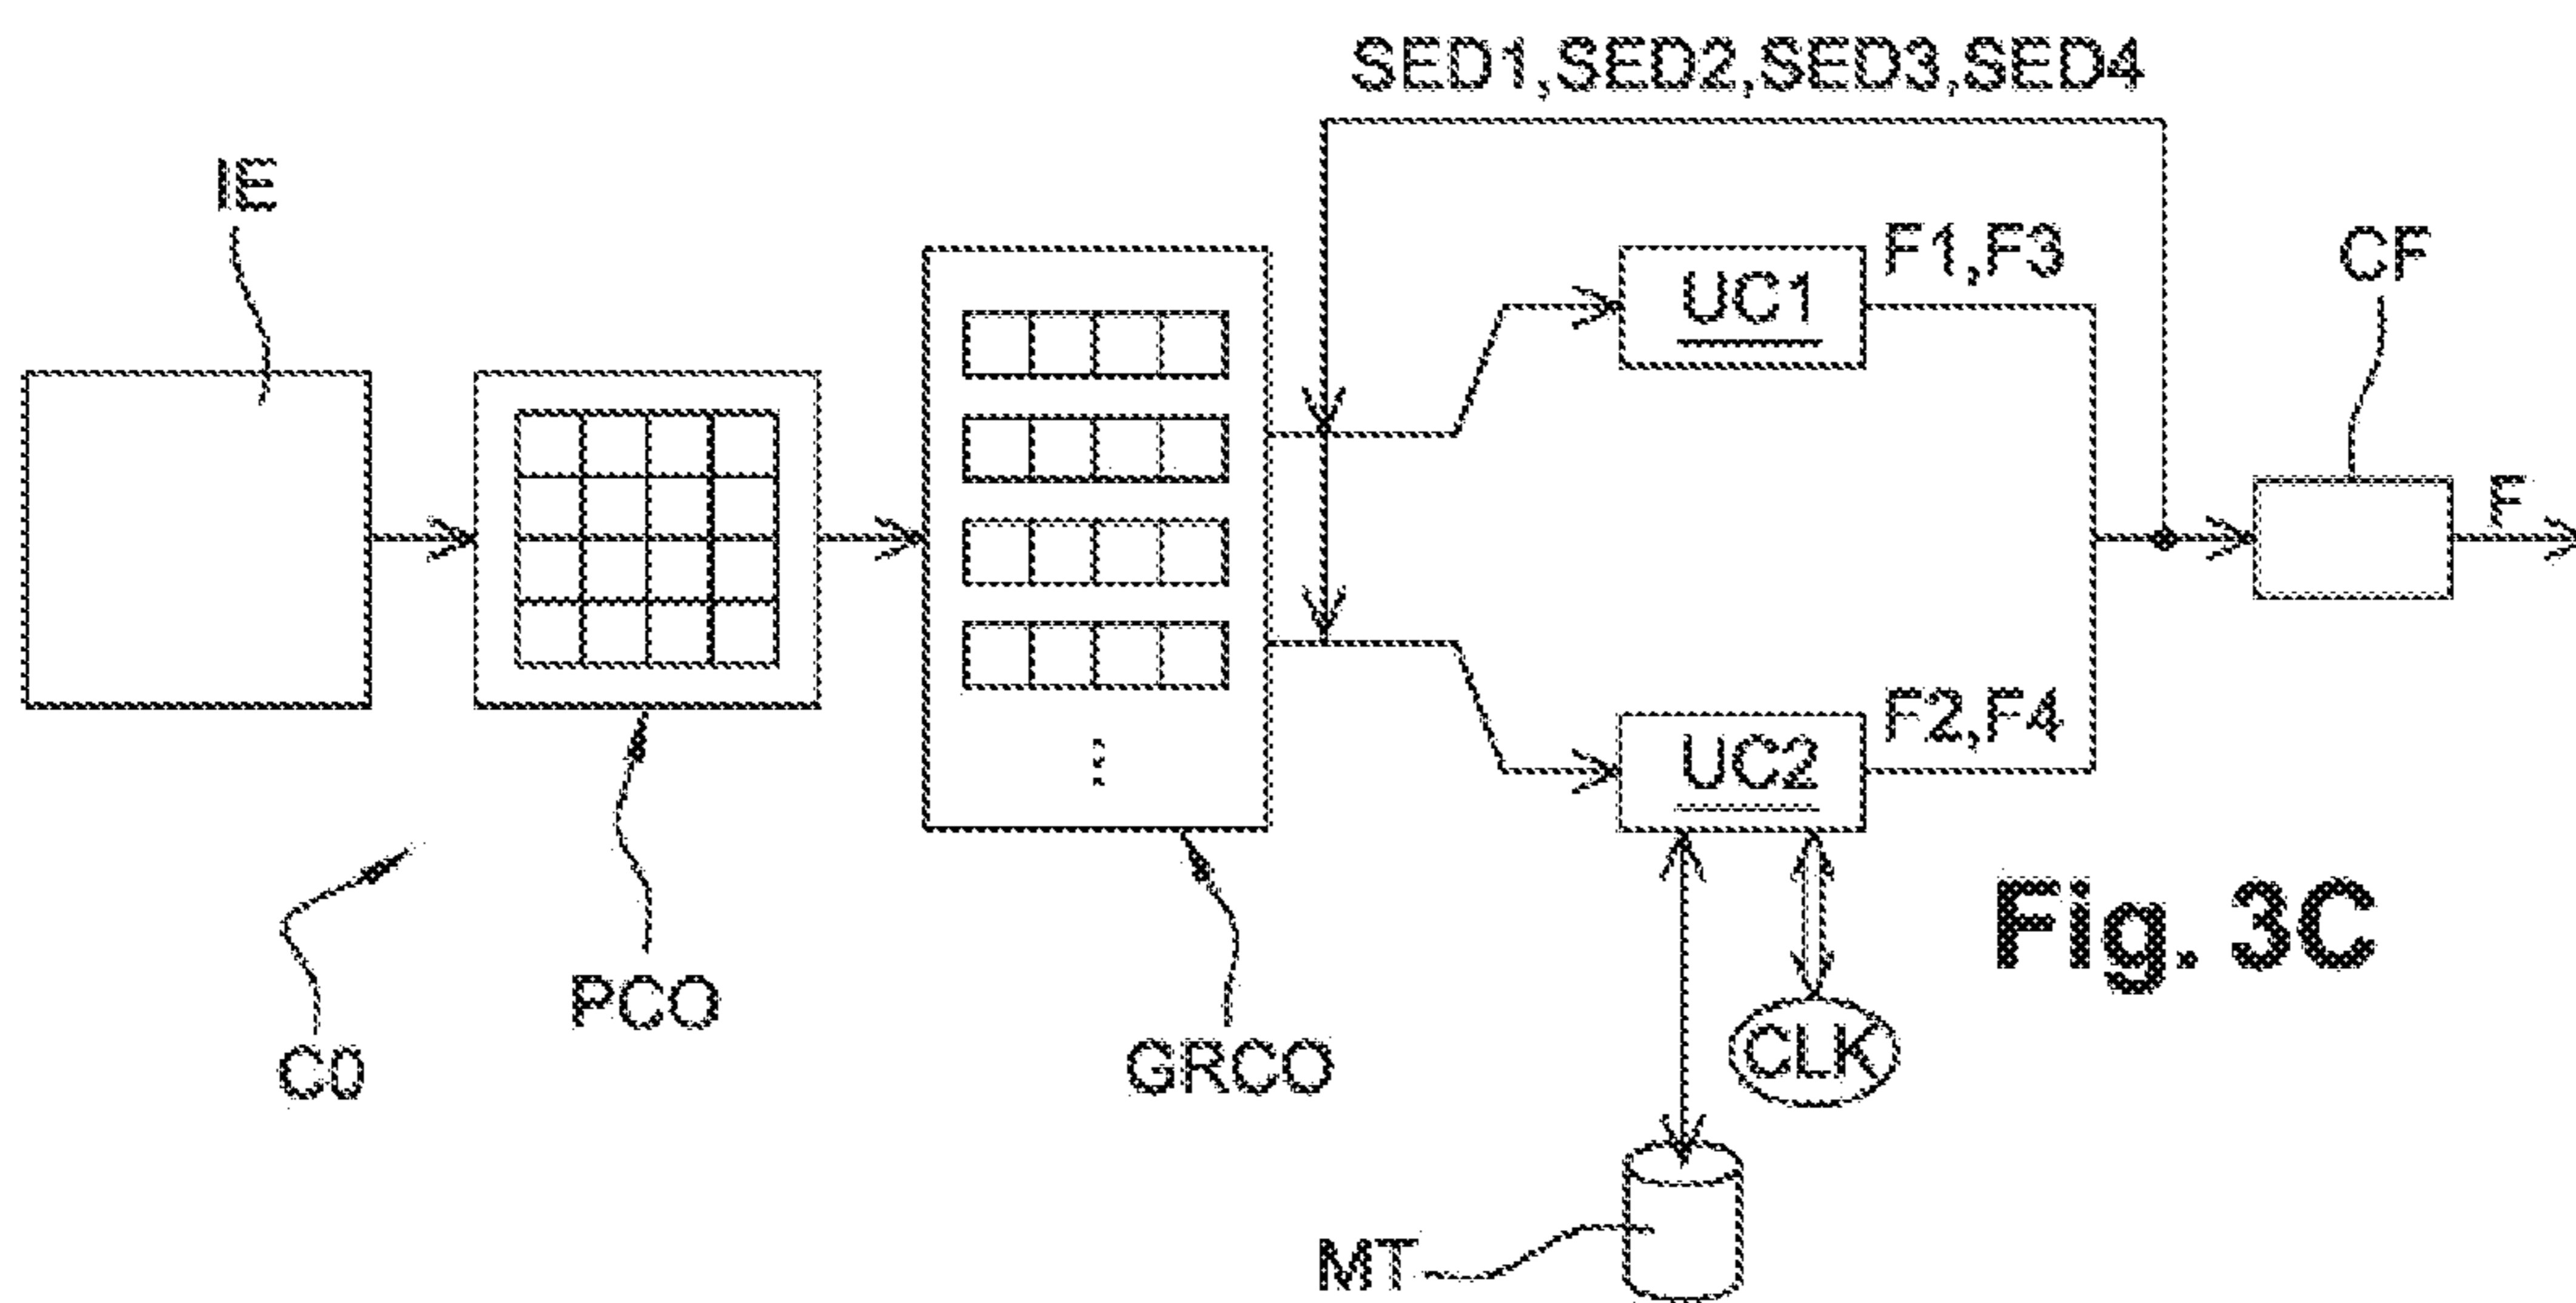 SED1,SED2,SED3,SED4
IE
F1,F3
CF
UC1
F
F2,F4
UC2
Fig. 3C
PCO
CLK
C0
GRCO
MT